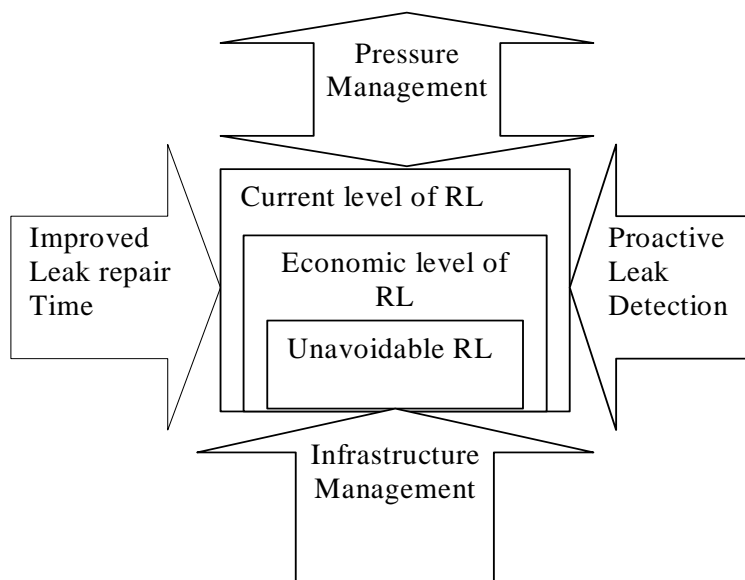 Pressure
Management
Current level of RL
Improved
Leak repair
Time
Economic level of
RL
Proactive
Leak
Detection
Unavoidable RL
Infrastructure
Management